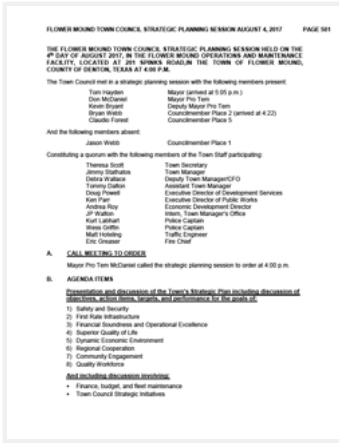 FLOWER MOUND TOWN COUNCIL STRATEGIC PLANNING SESSION AUGUST 4, 2017 PAGE 501
THE FLOWER MOUND TOWN COUNCIL STRATEGIC PLANNING SESSION HELD ON THE
4th DAY OF AUGUST 2017, IN THE FLOWER MOUND OPERATIONS AND MAINTENANCE
FACILITY, LOCATED AT 201 SPINKS ROAD,IN THE TOWN OF FLOWER MOUND,
COUNTY OF DENTON, TEXAS AT 4:00 P.M.
The Town Council met in a strategic planning session with the following members present:
Tom Hayden Mayor (arrived at 5:05 p.m.)
Don McDaniel Mayor Pro Tem
Kevin Bryant Deputy Mayor Pro Tem
Bryan Webb Councilmember Place 2 (arrived at 4:22)
Claudio Forest Councilmember Place 5
And the following members absent:
Jason Webb Councilmember Place 1
Constituting a quorum with the following members of the Town Staff participating:
Theresa Scott Town Secretary
Jimmy Stathatos Town Manager
Debra Wallace Deputy Town Manager/CFO
Tommy Dalton Assistant Town Manager
Doug Powell Executive Director of Development Services
Ken Parr Executive Director of Public Works
Andrea Roy Economic Development Director
JP Walton Intern, Town Manager's Office
Kurt Labhart Police Captain
Wess Griffin Police Captain
Matt Hotelling Traffic Engineer
Eric Greaser Fire Chief
A. CALL MEETING TO ORDER
Mayor Pro Tem McDaniel called the strategic planning session to order at 4:00 p.m.
B. AGENDA ITEMS
Presentation and discussion of the Town's Strategic Plan including discussion of
objectives, action items, targets, and performance for the goals of:
1) Safety and Security
2) First Rate Infrastructure
3) Financial Soundness and Operational Excellence
4) Superior Quality of Life
5) Dynamic Economic Environment
6) Regional Cooperation
7) Community Engagement
8) Quality Workforce
And including discussion involving:
• Finance, budget, and fleet maintenance
• Town Council Strategic Initiatives